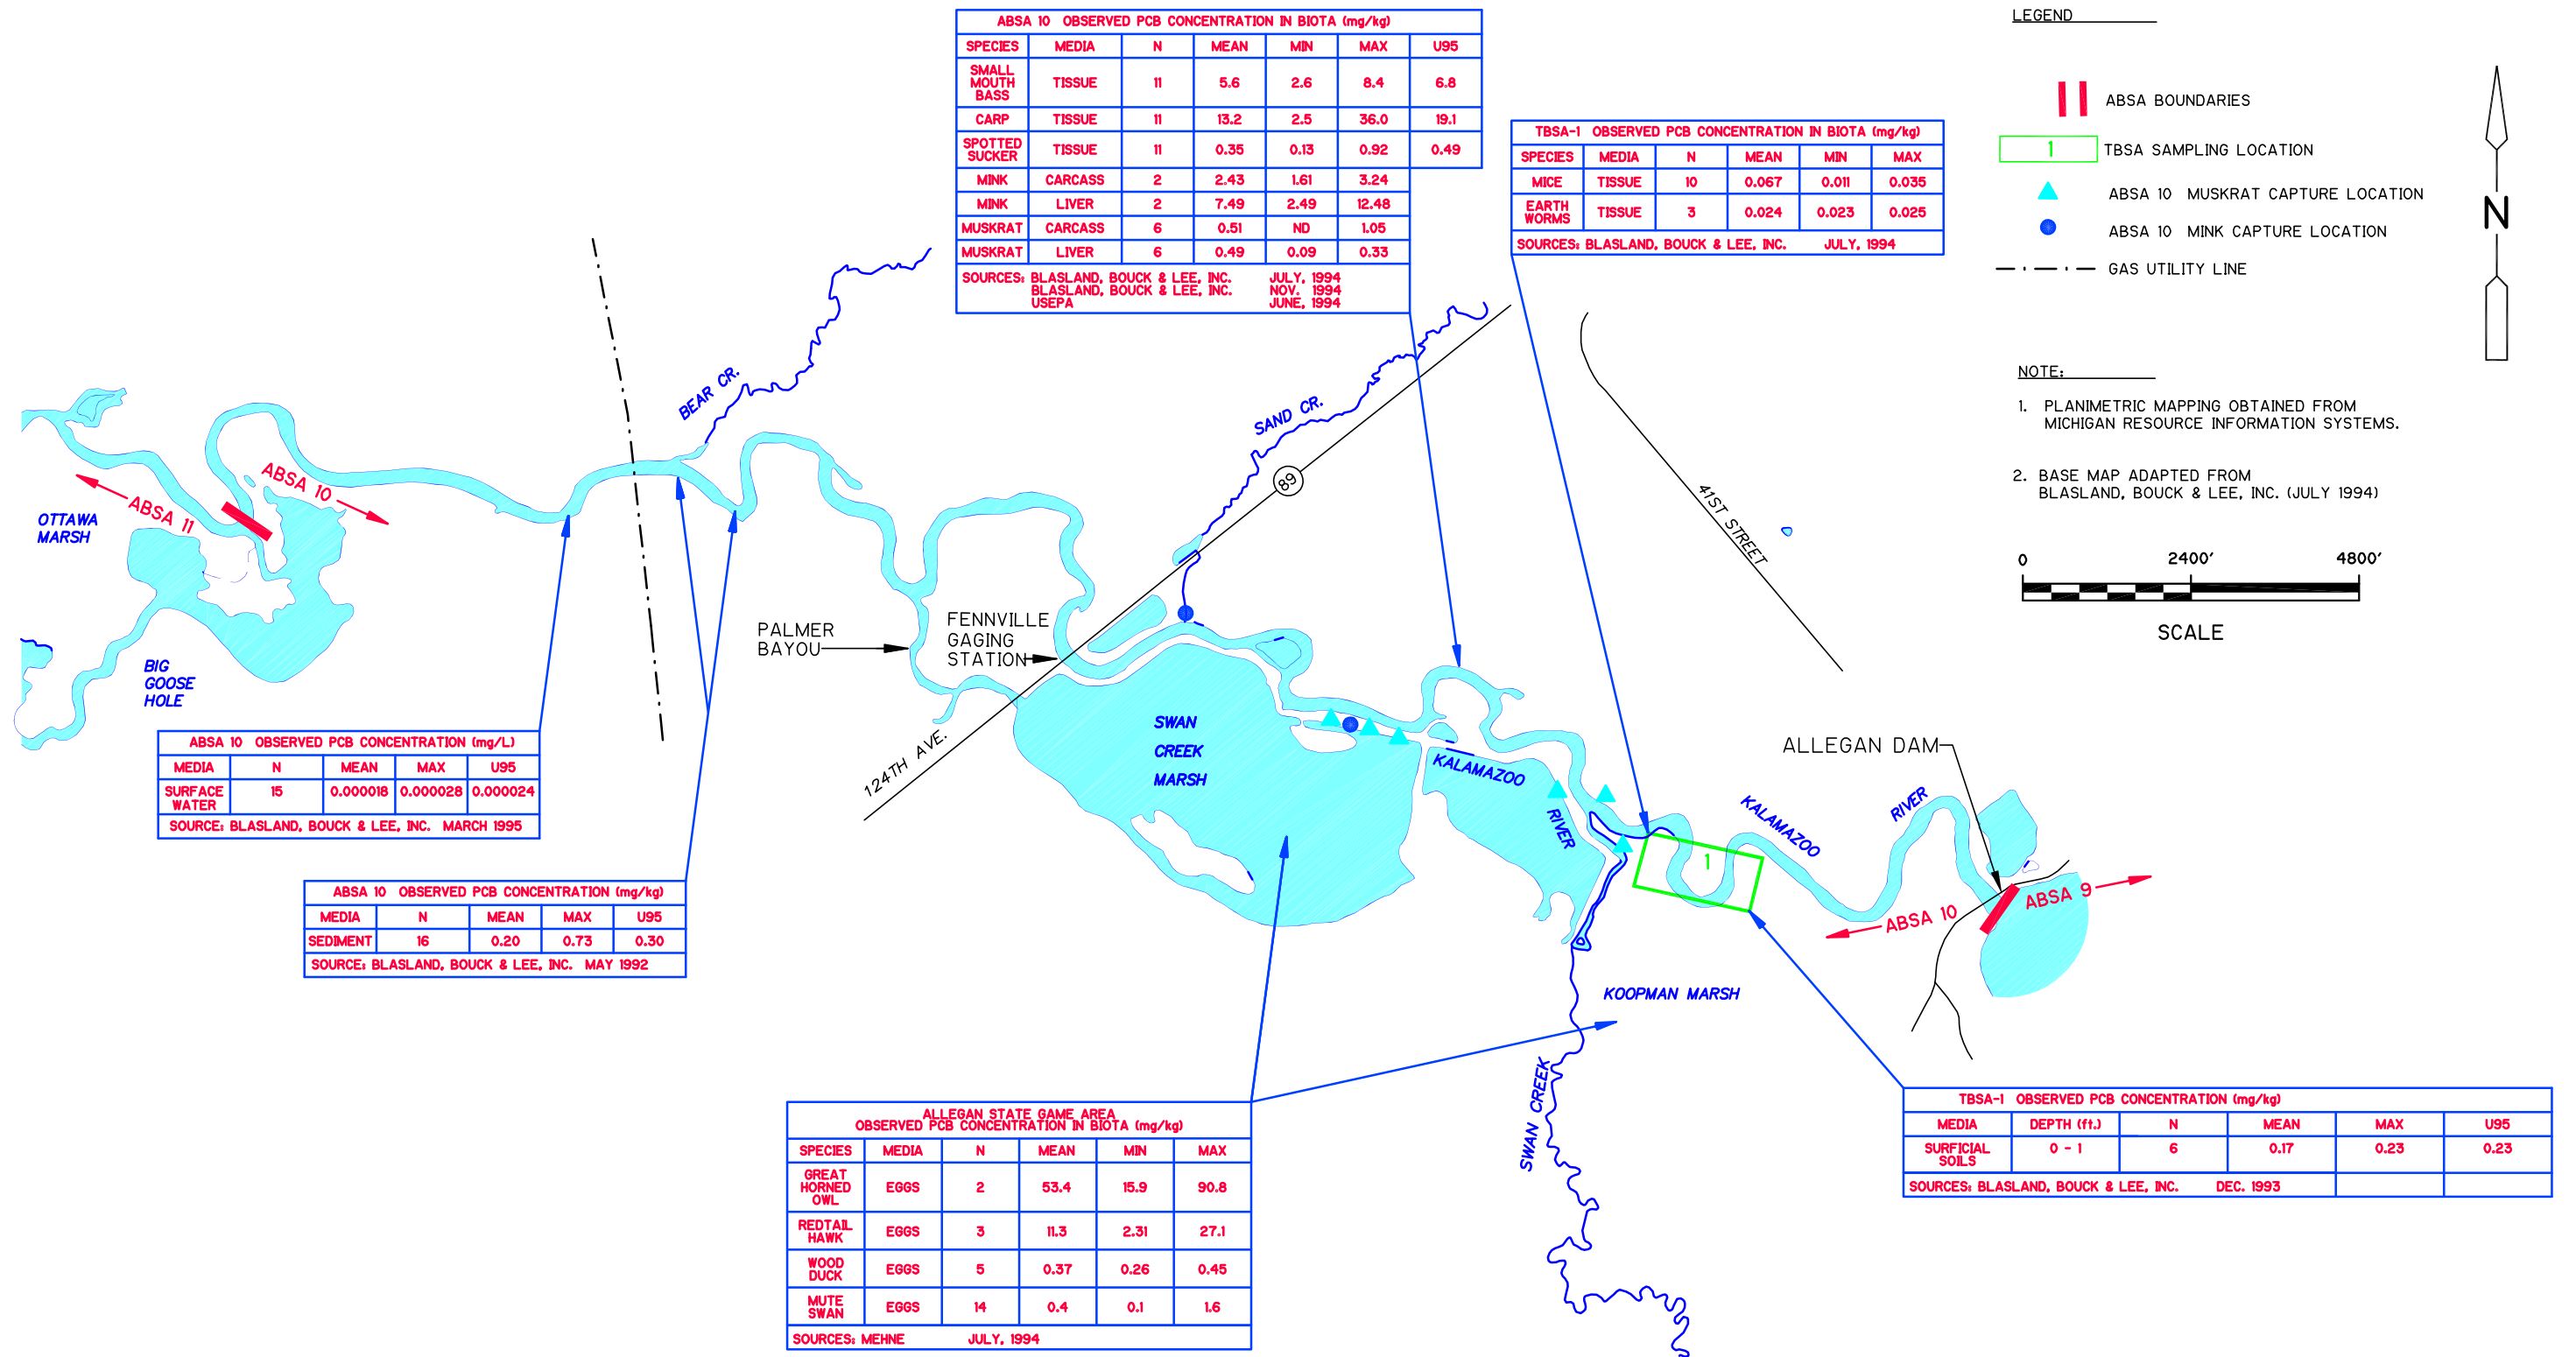 ABSA 10 OBSERVED PCB CONCENTRATION IN BIOTA (mg/kg)
SPECIES MEDIA N MEAN MIN MAX U95
SMALL
MOUTH
BASS
TISSUE 11 5.6 2.6 8.4 6.8
CARP TISSUE 11 13.2 2.5 36.0 19.1
SPOTTED
SUCKER
TISSUE 11 0.35 0.13 0.92 0.49
MINK CARCASS 2 2.43 1.61 3.24
MINK LIVER 2 7.49 2.49 12.48
MUSKRAT CARCASS 6 0.51 ND 1.05
MUSKRAT LIVER 6 0.49 0.09 0.33
SOURCES: BLASLAND, BOUCK & LEE, INC. JULY, 1994
BLASLAND, BOUCK & LEE, INC. NOV. 1994
USEPA JUNE, 1994
TBSA-1 OBSERVED PCB CONCENTRATION IN BIOTA (mg/kg)
SPECIES MEDIA N MEAN MIN MAX
MICE TISSUE 10 0.067 0.011 0.035
EARTH
WORMS
TISSUE 3 0.024 0.023 0.025
SOURCES: BLASLAND, BOUCK & LEE, INC. JULY, 1994
LEGEND
ABSA BOUNDARIES
1 TBSA SAMPLING LOCATION
ABSA 10 MUSKRAT CAPTURE LOCATION
ABSA 10 MINK CAPTURE LOCATION
GAS UTILITY LINE
N
NOTE:
1. PLANIMETRIC MAPPING OBTAINED FROM
MICHIGAN RESOURCE INFORMATION SYSTEMS.
2. BASE MAP ADAPTED FROM
BLASLAND, BOUCK & LEE, INC. (JULY 1994)
0 2400' 4800'
SCALE
BEAR CR.
SAND CR.
89
41ST STREET
ABSA 10
ABSA 11
OTTAWA
MARSH
BIG
GOOSE
HOLE
PALMER
BAYOU
FENNVILLE
GAGING
STATION
124TH AVE.
SWAN
CREEK
MARSH
KALAMAZOO
RIVER
1
KALAMAZOO
RIVER
ALLEGAN DAM
ABSA 10
ABSA 9
KOOPMAN MARSH
SWAN CREEK
ABSA 10 OBSERVED PCB CONCENTRATION (mg/L)
MEDIA N MEAN MAX U95
SURFACE
WATER
15 0.000018 0.000028 0.000024
SOURCE: BLASLAND, BOUCK & LEE, INC. MARCH 1995
ABSA 10 OBSERVED PCB CONCENTRATION (mg/kg)
MEDIA N MEAN MAX U95
SEDIMENT 16 0.20 0.73 0.30
SOURCE: BLASLAND, BOUCK & LEE, INC. MAY 1992
ALLEGAN STATE GAME AREA
OBSERVED PCB CONCENTRATION IN BIOTA (mg/kg)
SPECIES MEDIA N MEAN MIN MAX
GREAT
HORNED
OWL
EGGS 2 53.4 15.9 90.8
REDTAIL
HAWK
EGGS 3 11.3 2.31 27.1
WOOD
DUCK
EGGS 5 0.37 0.26 0.45
MUTE
SWAN
EGGS 14 0.4 0.1 1.6
SOURCES: MEHNE JULY, 1994
TBSA-1 OBSERVED PCB CONCENTRATION (mg/kg)
MEDIA DEPTH (ft.) N MEAN MAX U95
SURFICIAL
SOILS
0 - 1 6 0.17 0.23 0.23
SOURCES: BLASLAND, BOUCK & LEE, INC. DEC. 1993